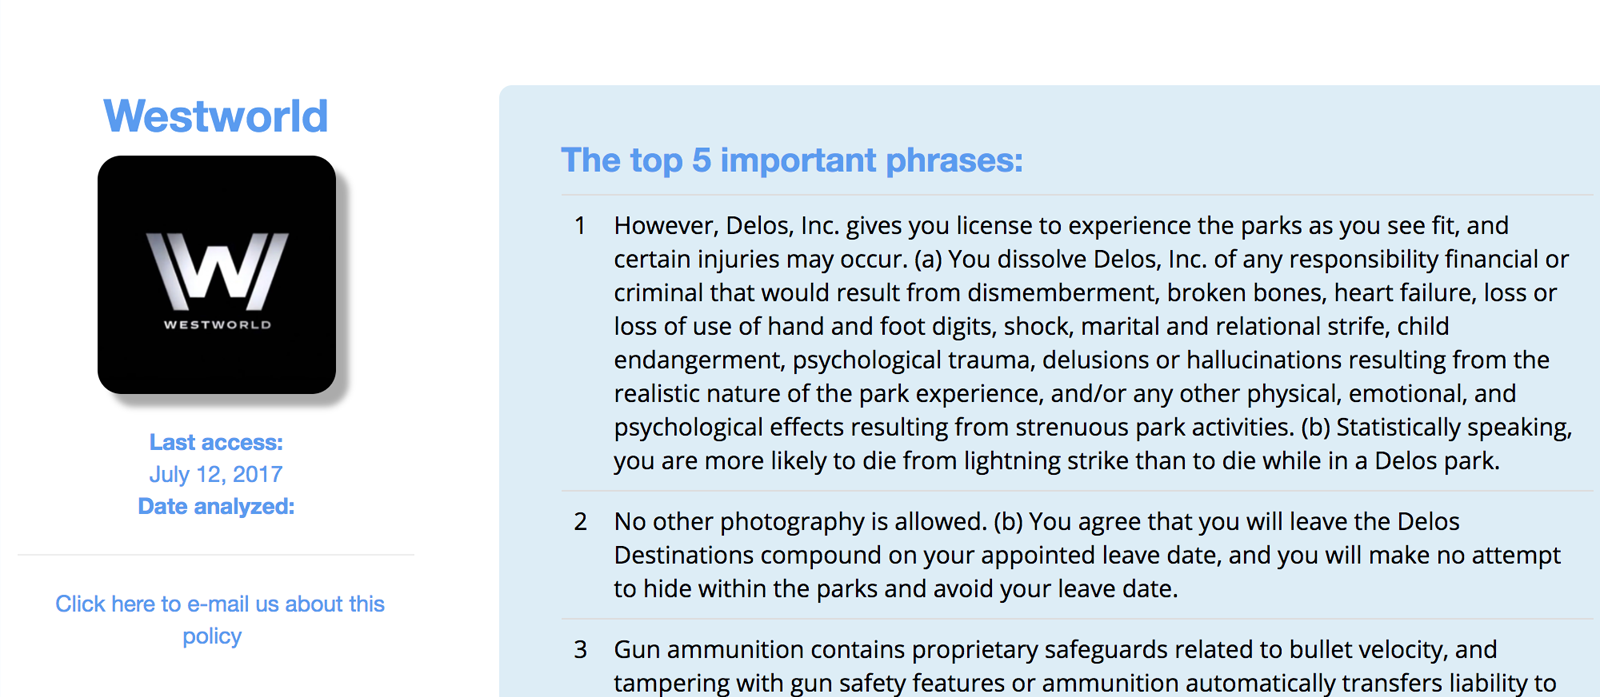 Westworld
W
WESTWORLD
Last access:
July 12, 2017
Date analyzed:
Click here to e-mail us about this
policy
The top 5 important phrases:
1 However, Delos, Inc. gives you license to experience the parks as you see fit, and
certain injuries may occur. (a) You dissolve Delos, Inc. of any responsibility financial or
criminal that would result from dismemberment, broken bones, heart failure, loss or
loss of use of hand and foot digits, shock, marital and relational strife, child
endangerment, psychological trauma, delusions or hallucinations resulting from the
realistic nature of the park experience, and/or any other physical, emotional, and
psychological effects resulting from strenuous park activities. (b) Statistically speaking,
you are more likely to die from lightning strike than to die while in a Delos park.
2 No other photography is allowed. (b) You agree that you will leave the Delos
Destinations compound on your appointed leave date, and you will make no attempt
to hide within the parks and avoid your leave date.
3 Gun ammunition contains proprietary safeguards related to bullet velocity, and
tampering with gun safety features or ammunition automatically transfers liability to